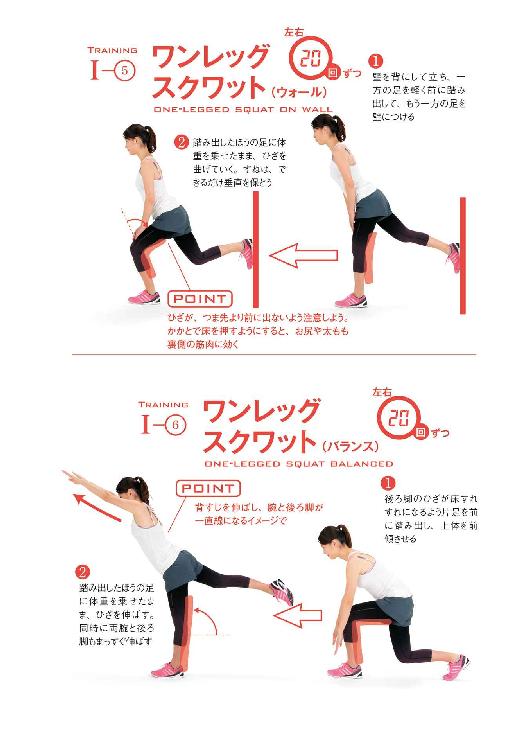 TRAINING
I-5
ワンレッグ
スクワット（ウォール）
ONE-LEGGED SQUAT ON WALL
左右
20
回ずつ
1
壁を背にして立ち、一
方の足を軽く前に踏み
出して、もう一方の足を
壁につける
2
踏み出したほうの足に体
重を乗せたまま、ひざを
曲げていく。すねは、で
きるだけ垂直を保とう
POINT
ひざが、つま先より前に出ないよう注意しよう。
かかとで床を押すようにすると、お尻や太もも
裏側の筋肉に効く
TRAINING
I-6
ワンレッグ
スクワット（バランス）
ONE-LEGGED SQUAT BALANCED
左右
20
回ずつ
POINT
背すじを伸ばし、腕と後ろ脚が
一直線になるイメージで
1
後ろ脚のひざが床すれ
すれになるよう片足を前
に踏み出し、上体を前
傾させる
2
踏み出したほうの足
に体重を乗せたま
ま、ひざを伸ばす。
同時に両腕と後ろ
脚もまっすぐ伸ばす